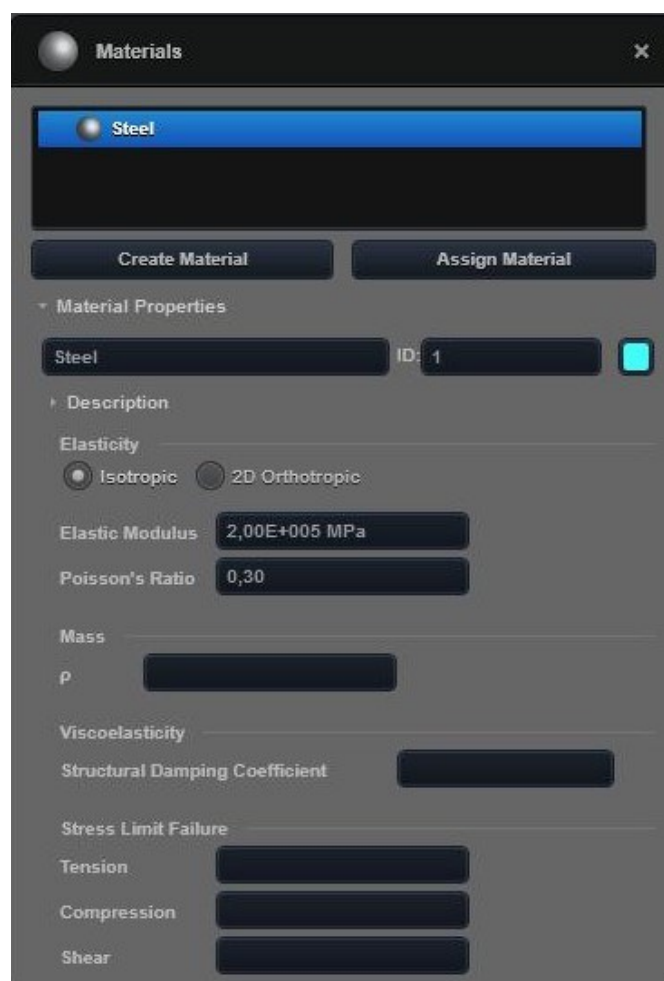 Materials
Steel
Create Material Assign Material
Material Properties
Steel ID: 1
Description
Elasticity
Isotropic 2D Orthotropic
Elastic Modulus 2,00E+005 MPa
Poisson's Ratio 0,30
Mass
ρ
Viscoelasticity
Structural Damping Coefficient
Stress Limit Failure
Tension
Compression
Shear